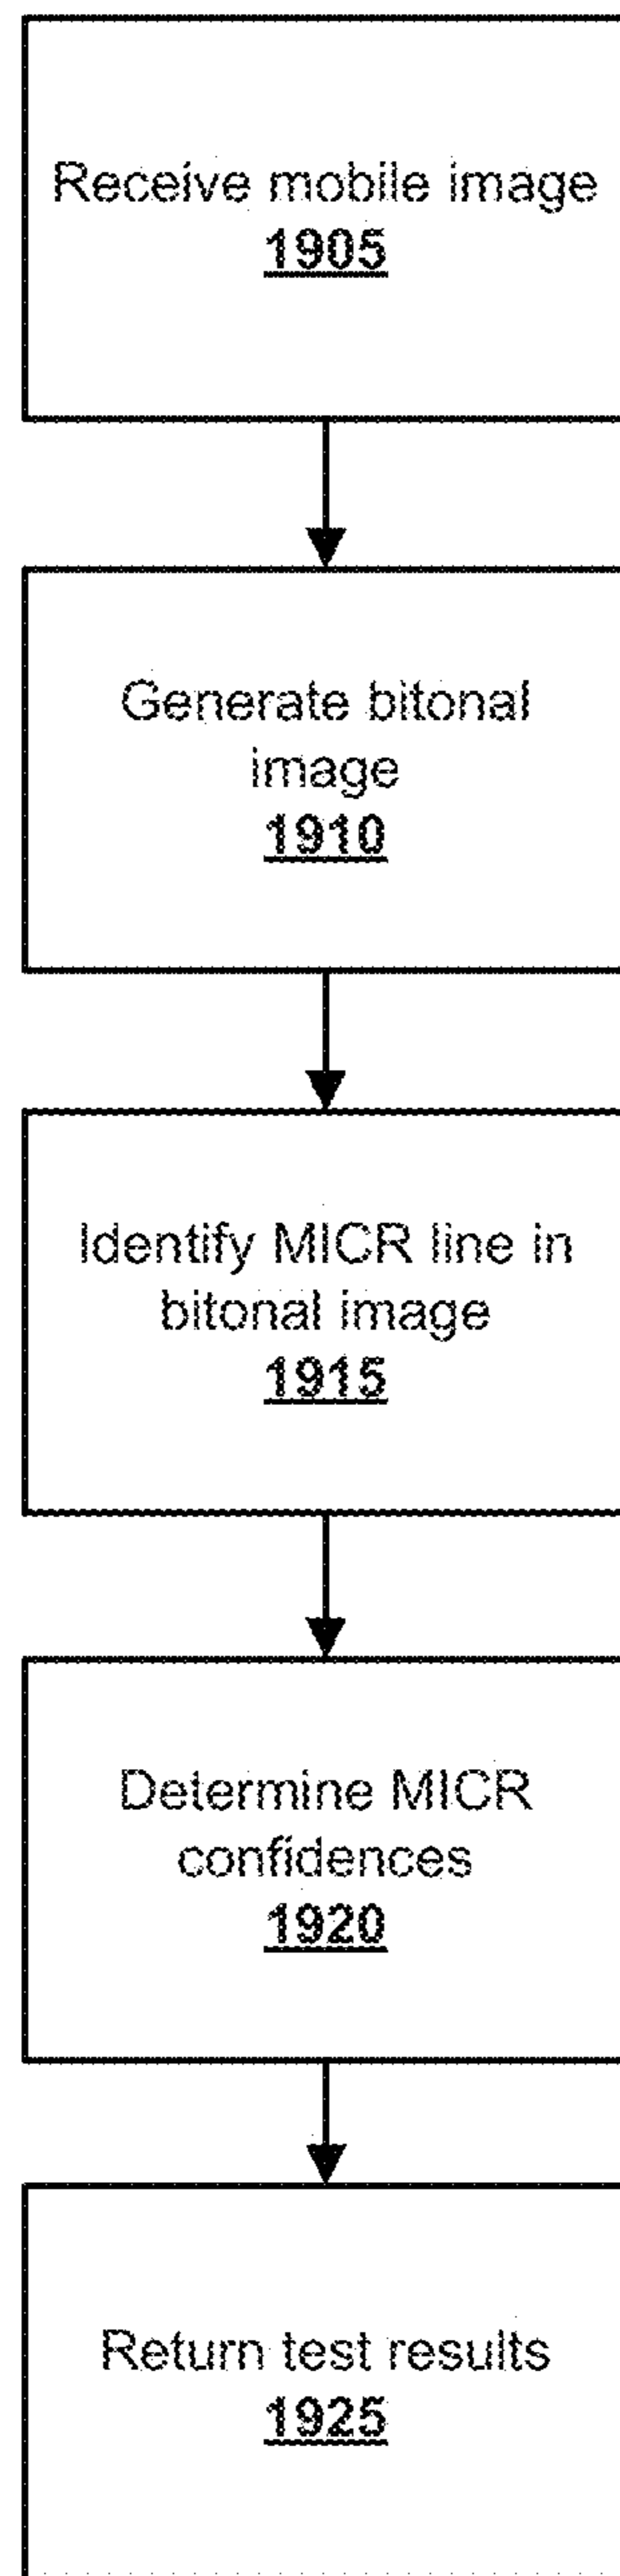 Receive mobile image
1905
Generate bitonal
image
1910
Identify MICR line in
bitonal image
1915
Determine MICR
confidences
1920
Return test results
1925